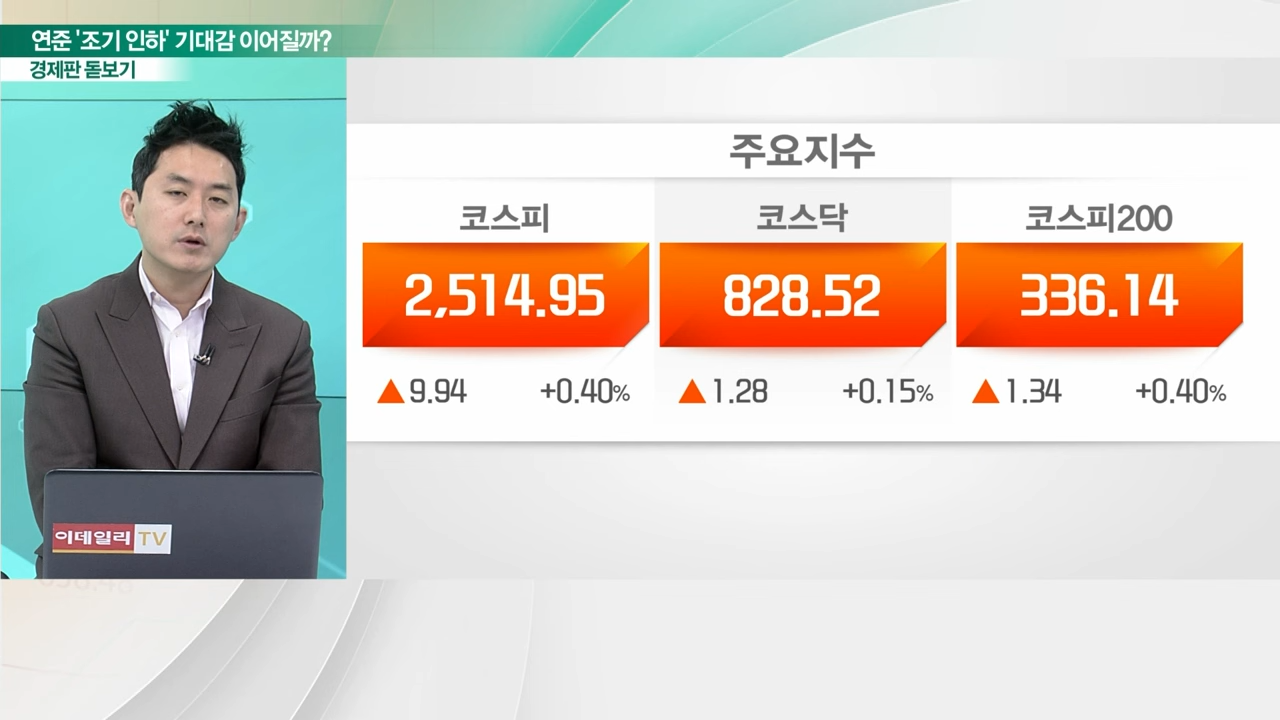 연준 '조기 인하' 기대감 이어질까?
경제판 돋보기
주요지수
코스피 코스닥 코스피200
2,514.95 828.52 336.14
▲9.94 +0.40% ▲1.28 +0.15% ▲1.34 +0.40%
이데일리 TV